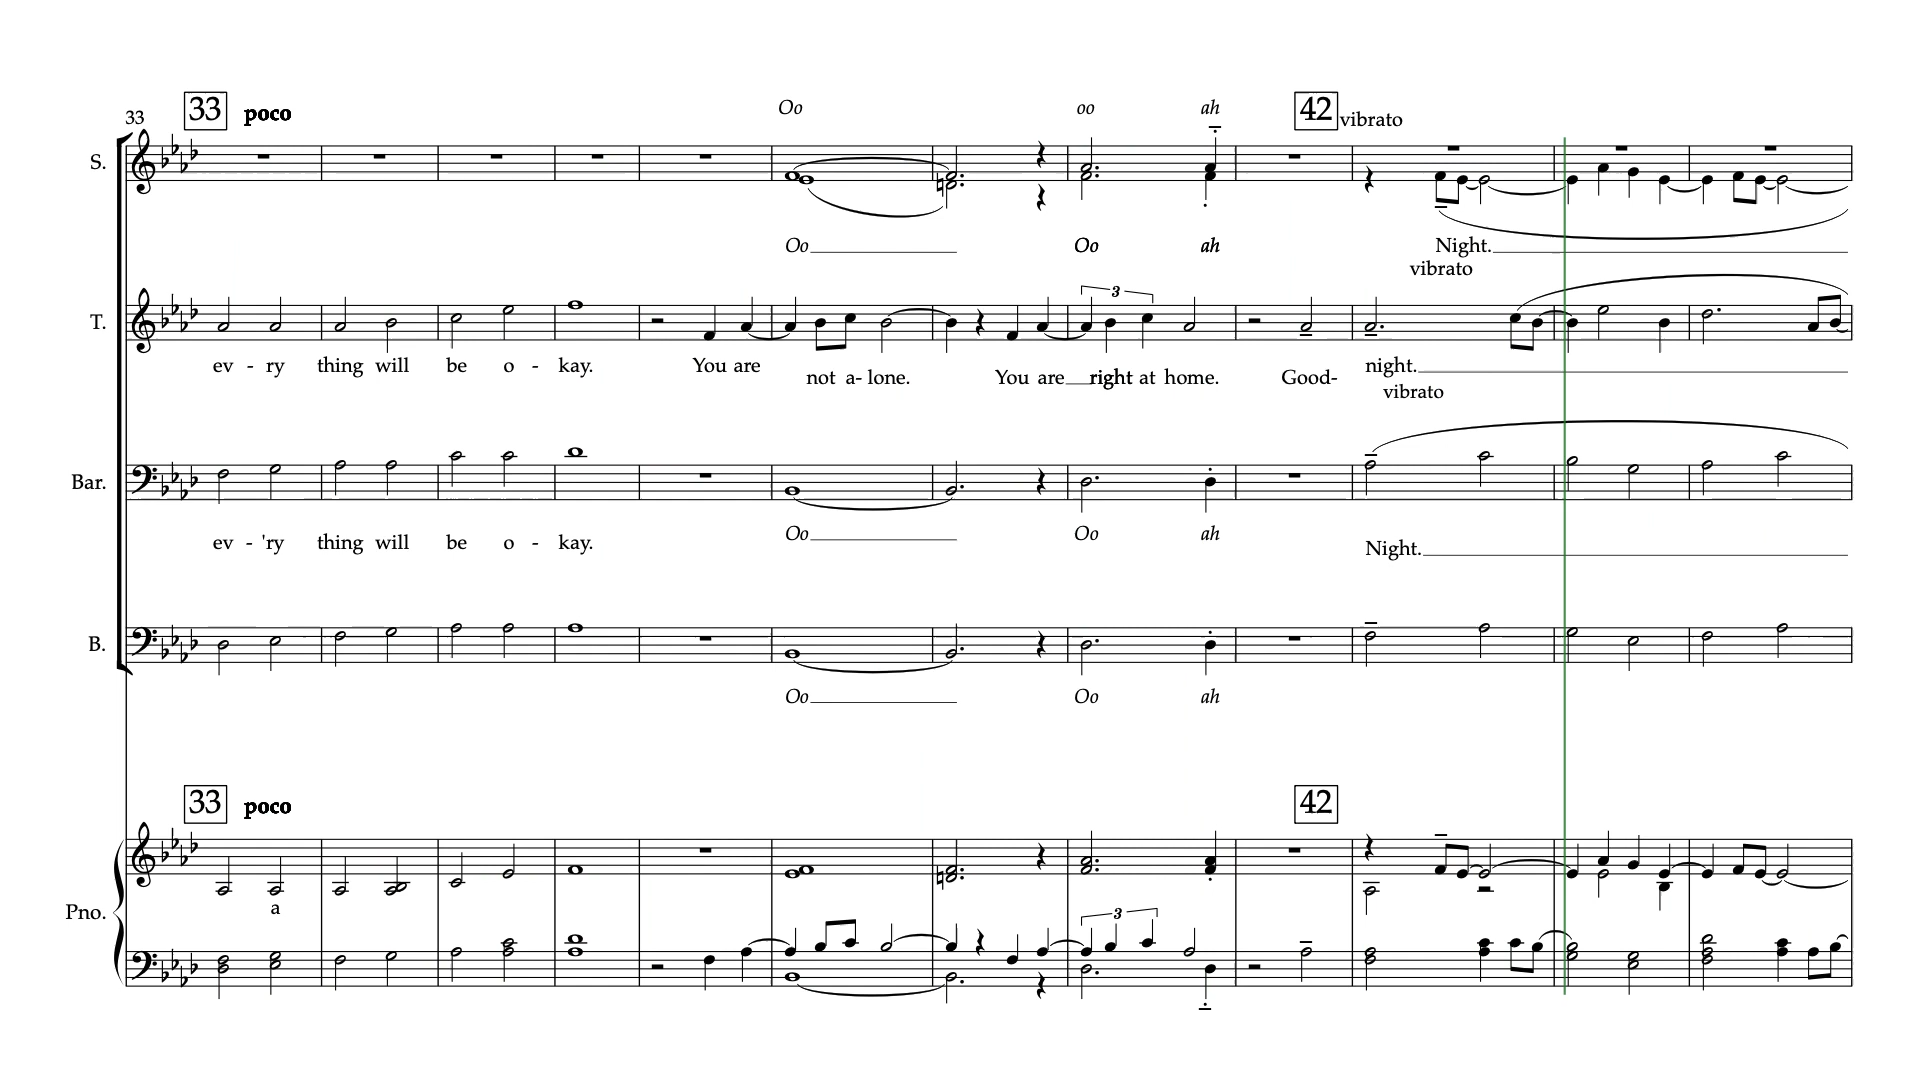 33 33 poco Oo oo ah 42 vibrato
S.
Oo Oo ah Night.
vibrato
3
T.
ev - ry thing will be o - kay. You are
not a- lone. You are right at home. Good- night.
vibrato
Bar.
ev - 'ry thing will be o - kay. Oo Oo ah Night.
B.
Oo Oo ah
33 poco 42
a
Pno.
3